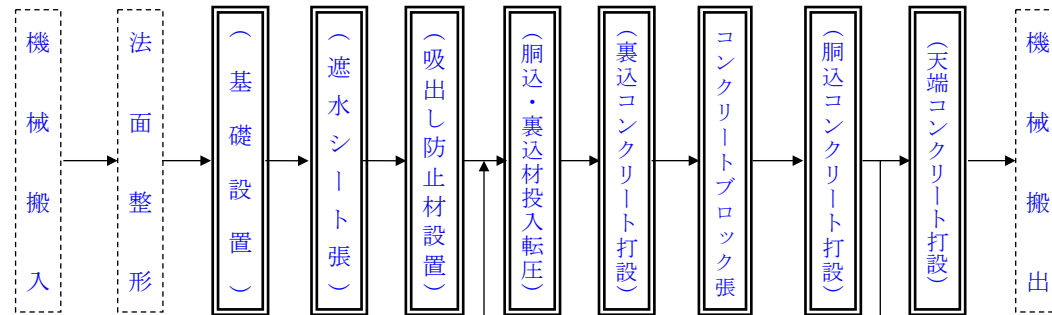 機械搬入
法面整形
（基礎設置）
（遮水シート張）
（吸出し防止材設置）
（胴込・裏込材投入転圧）
（裏込コンクリート打設）
コンクリートブロック張
（胴込コンクリート打設）
（天端コンクリート打設）
機械搬出